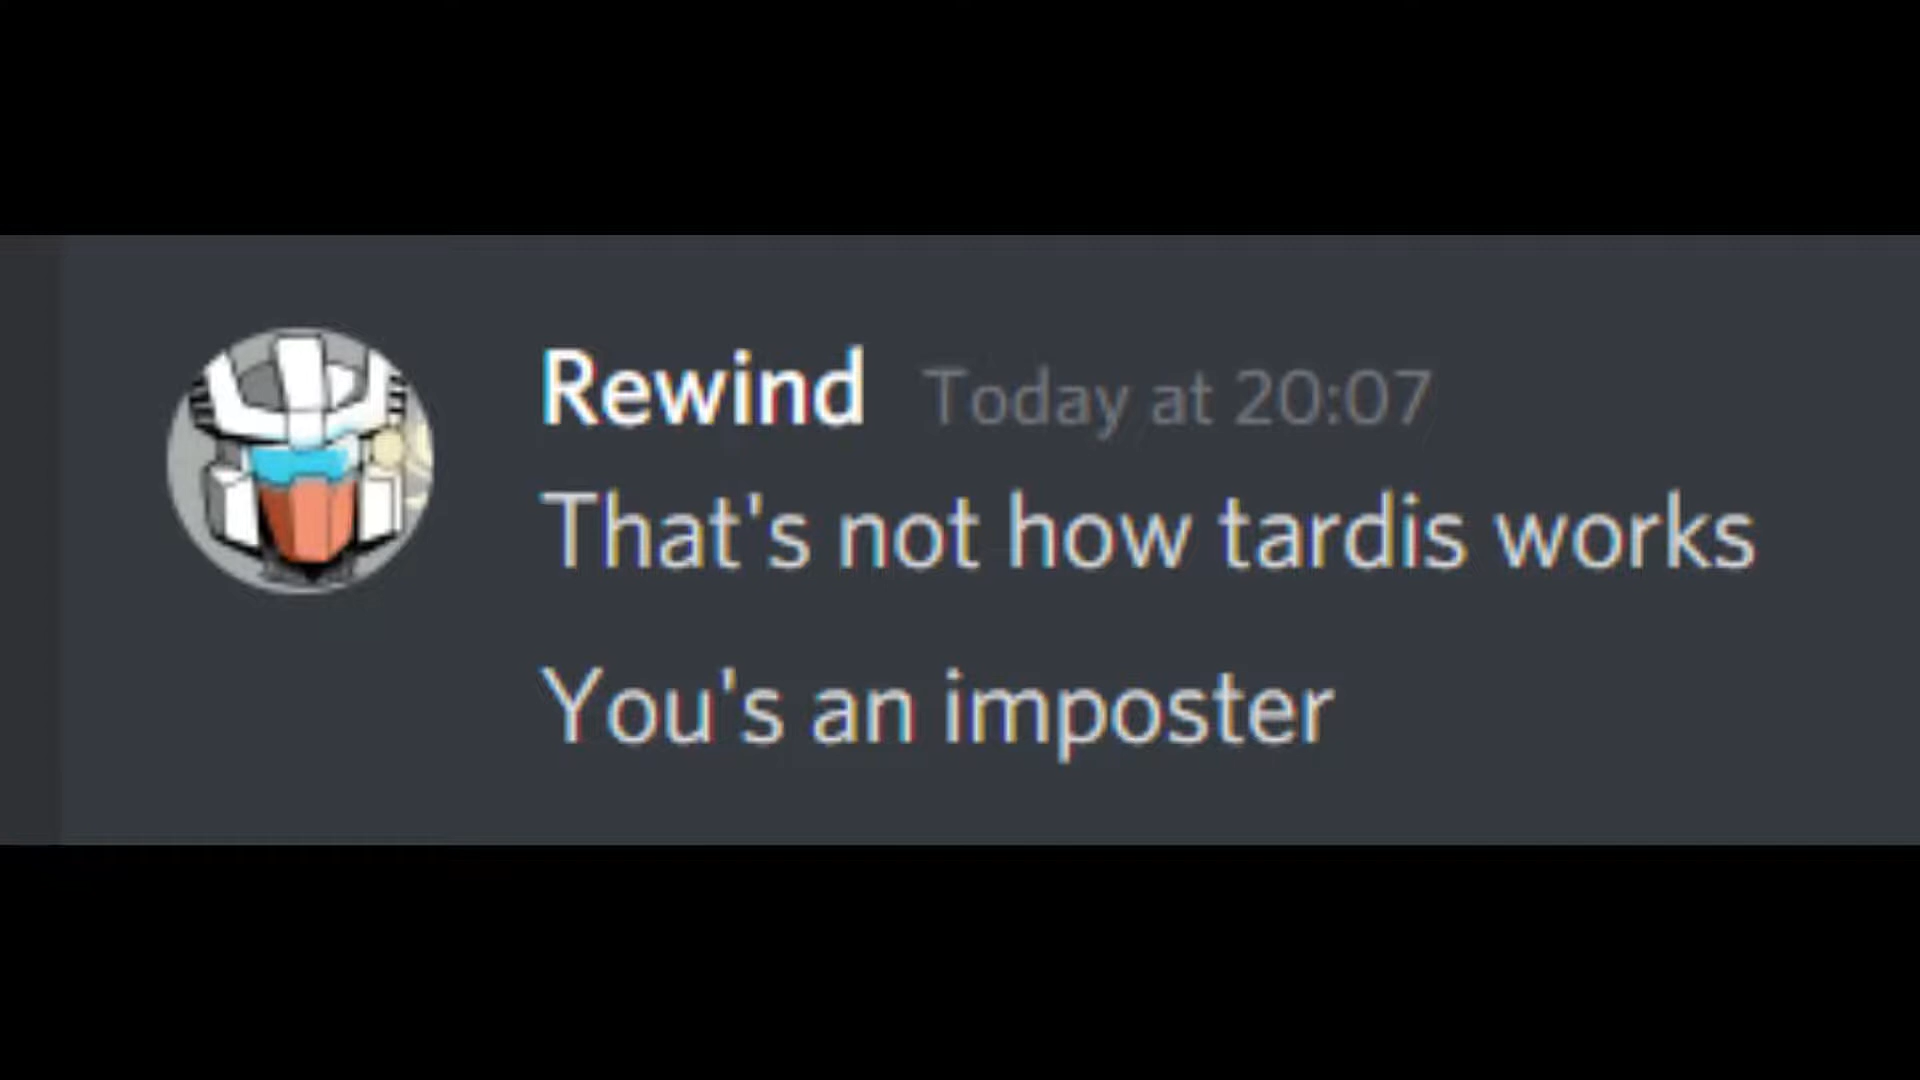 Rewind Today at 20:07
That's not how tardis works
You's an imposter